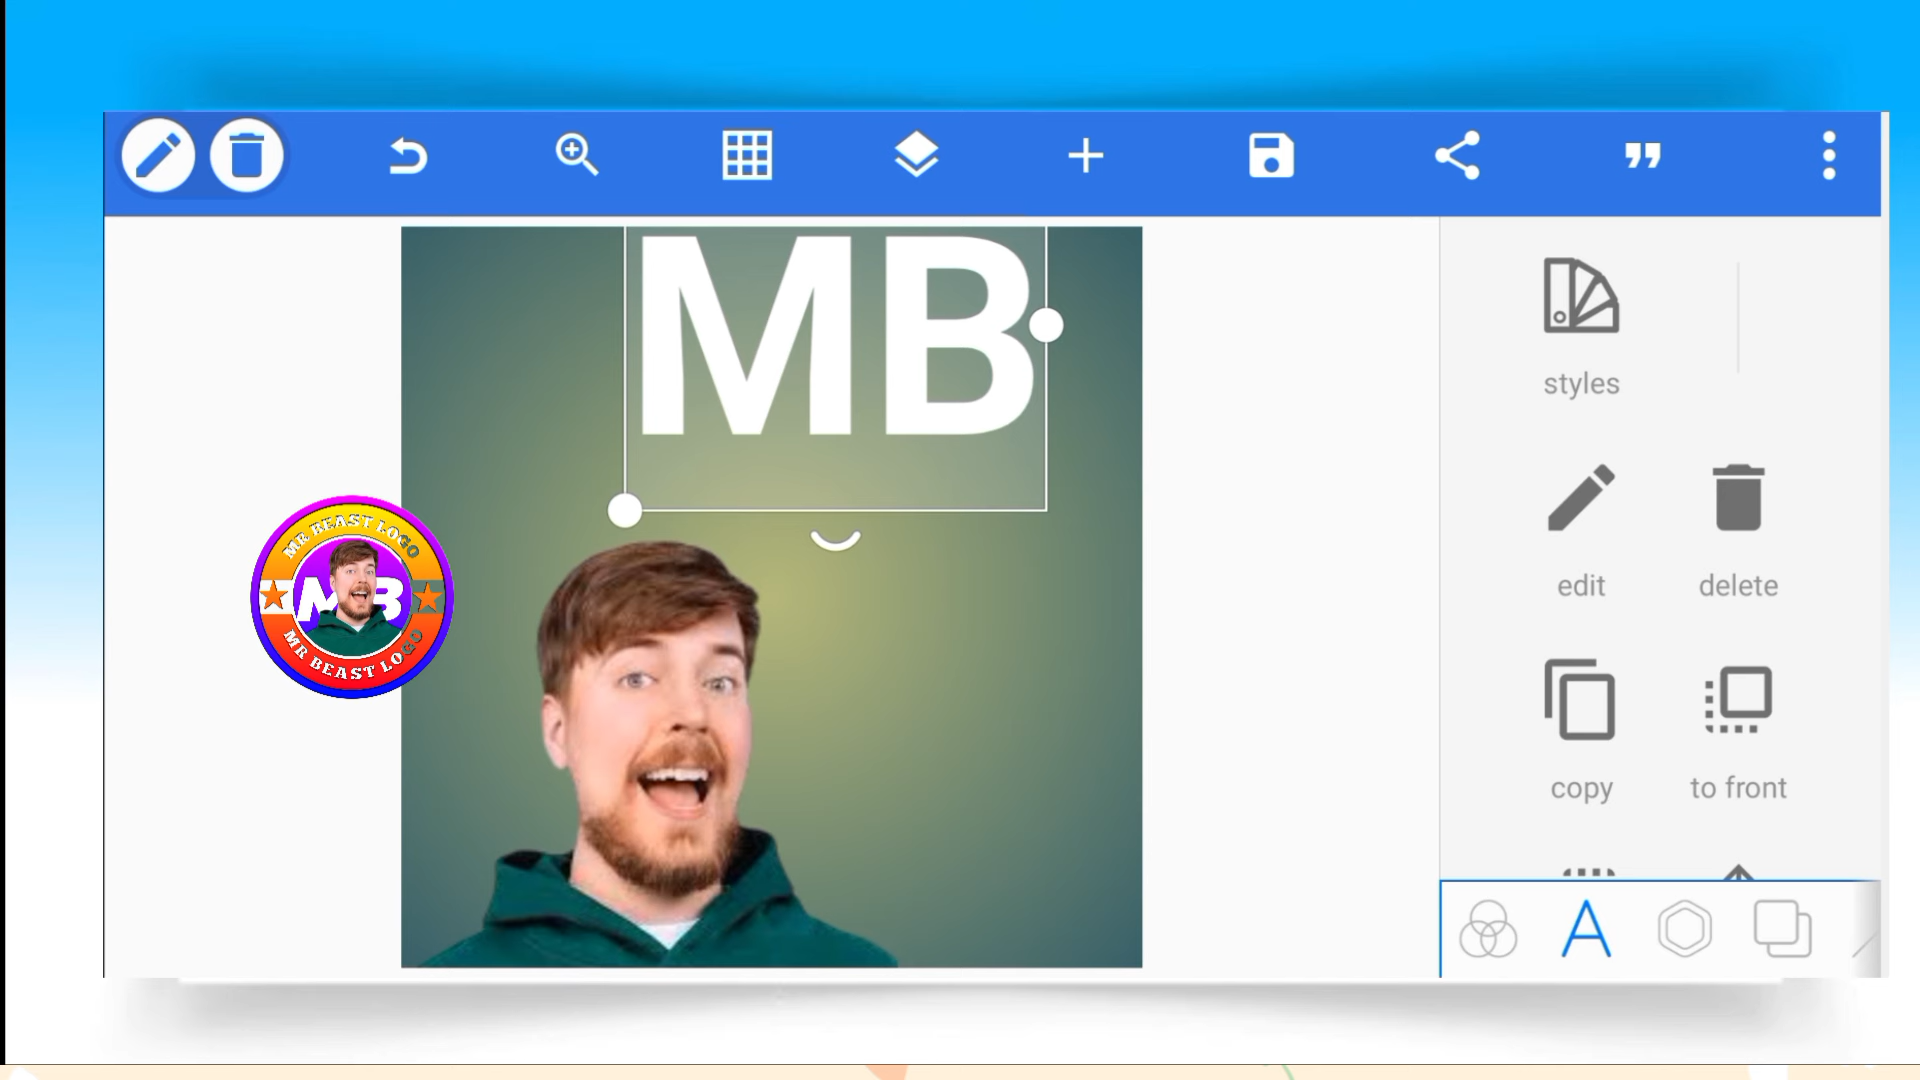 MB
styles
edit
delete
copy
to front
MR BEAST LOGO
MB
MR BEAST LOGO
A